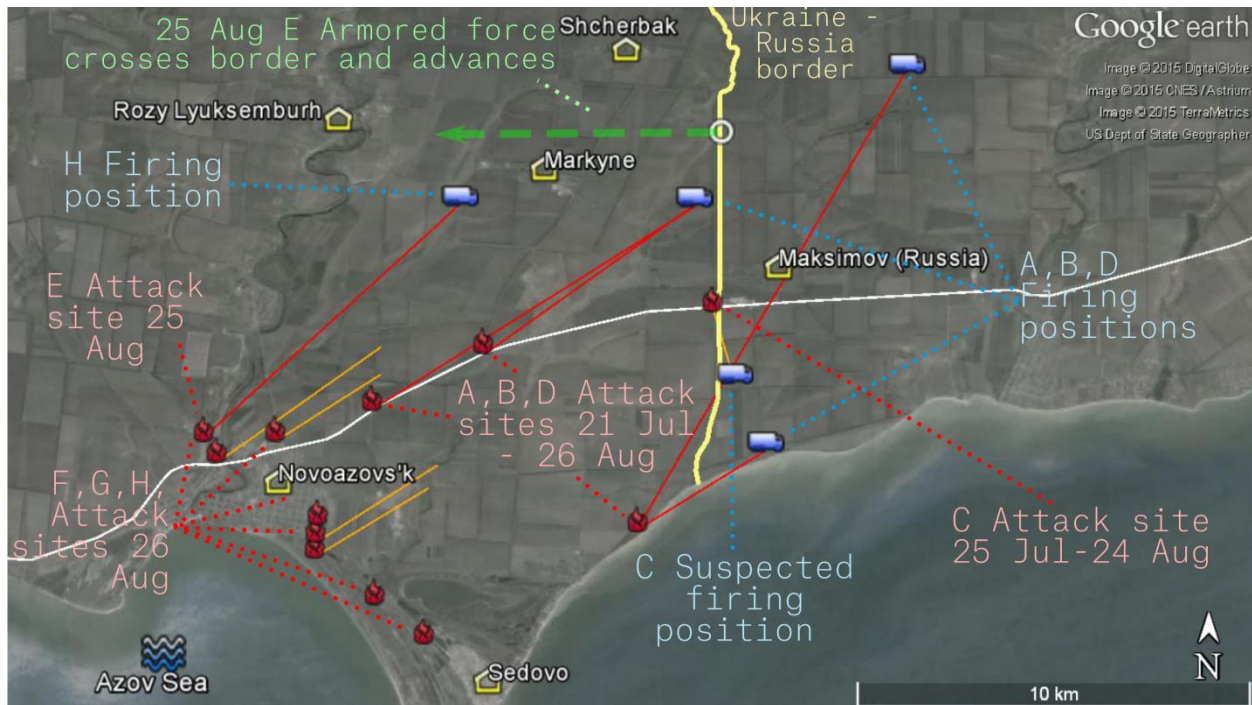 25 Aug E Armored force
crosses border and advances
Shcherbak
Ukraine -
Russia
border
Google earth
Image © 2015 DigitalGlobe
Image © 2015 CNES / Astrium
Image © 2015 TerraMetrics
US Dept of State Geographer
Rozy Lyuksemburh
Markyne
H Firing
position
Maksimov (Russia)
A,B,D
Firing
positions
E Attack
site 25
Aug
A,B,D Attack
sites 21 Jul
- 26 Aug
Novoazovs'k
F,G,H,
Attack
sites 26
Aug
C Attack site
25 Jul-24 Aug
C Suspected
firing
position
Azov Sea
Sedovo
N
10 km